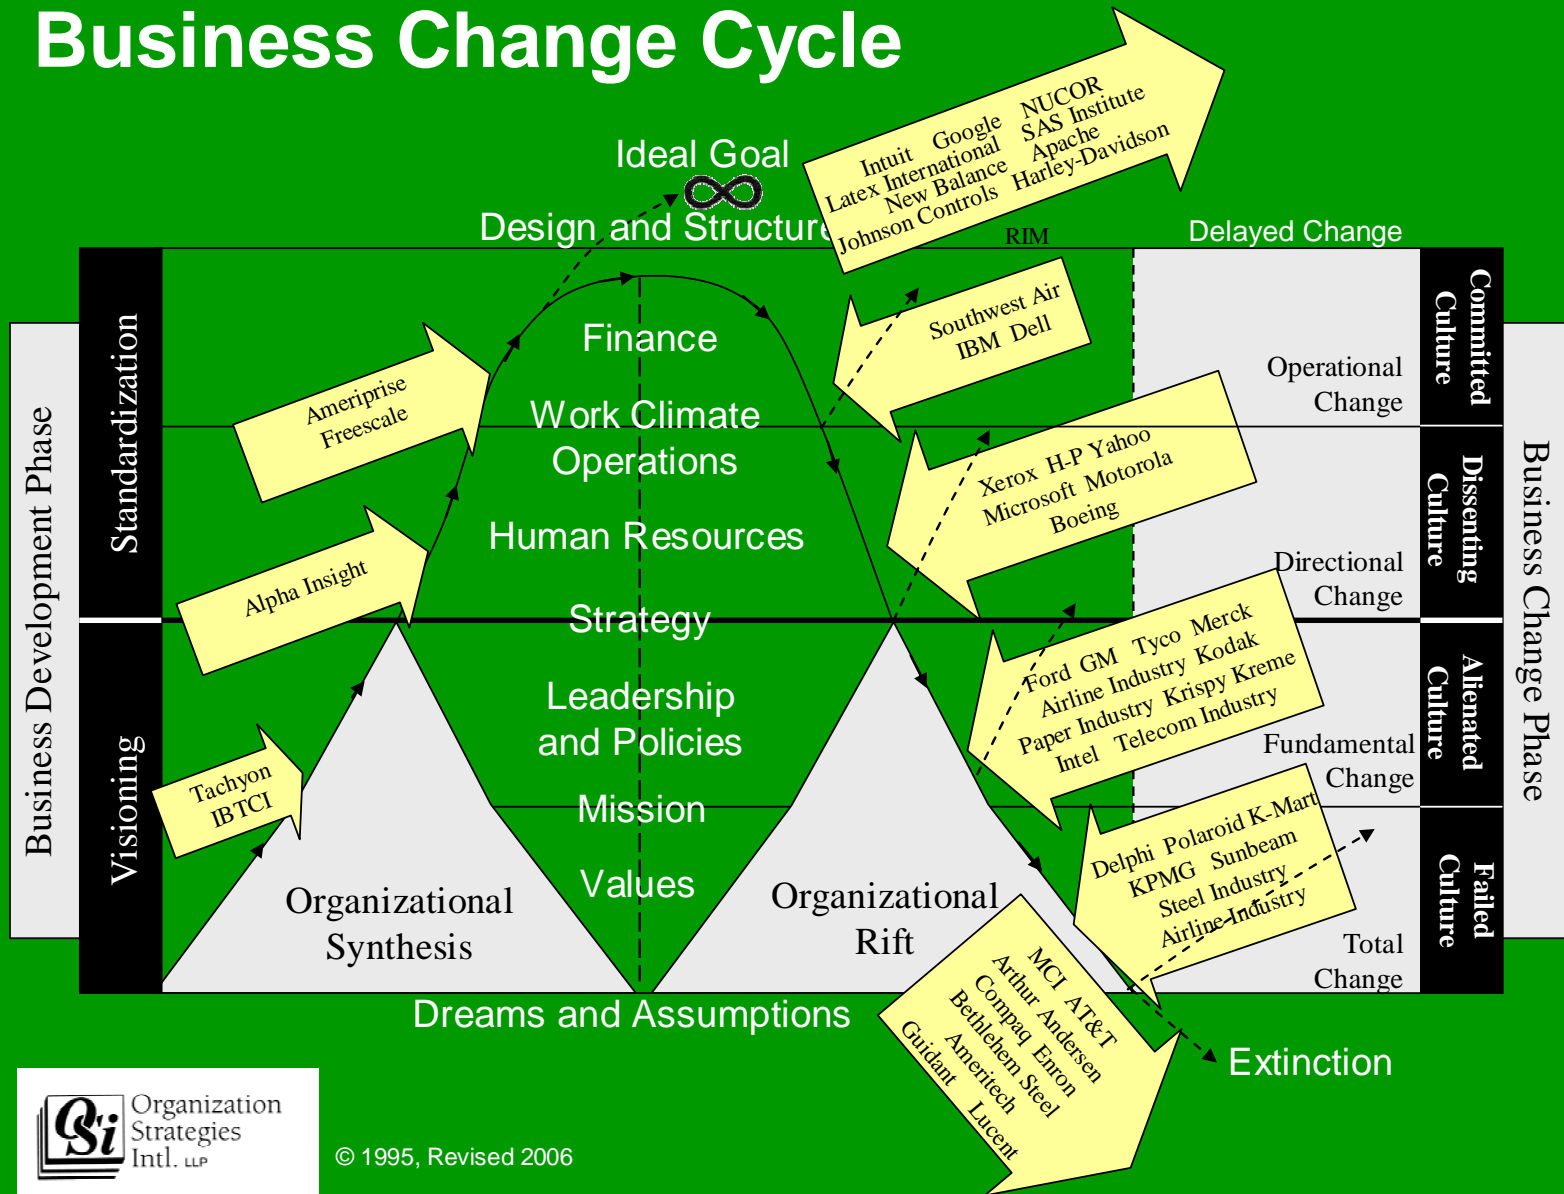 Business Change Cycle
Intuit Google NUCOR
Latex International SAS Institute
New Balance Apache
Johnson Controls Harley-Davidson
Ideal Goal
Design and Structure
RIM
Delayed Change
Business Development Phase
Standardization
Visioning
Ameriprise
Freescale
Alpha Insight
Tachyon
IBTCI
Finance
Work Climate
Operations
Human Resources
Strategy
Leadership
and Policies
Mission
Values
Organizational
Synthesis
Organizational
Rift
Dreams and Assumptions
Southwest Air
IBM Dell
Xerox H-P Yahoo
Microsoft Motorola
Boeing
Ford GM Tyco Merck
Airline Industry Kodak
Paper Industry Krispy Kreme
Intel Telecom Industry
Delphi Polaroid K-Mart
KPMG Sunbeam
Steel Industry
Airline Industry
MCI AT&T
Arthur Andersen
Compaq Enron
Bethlehem Steel
Ameritech
Guidant Lucent
Extinction
Operational
Change
Directional
Change
Fundamental
Change
Total
Change
Committed
Culture
Dissenting
Culture
Alienated
Culture
Failed
Culture
Business Change Phase
OSi
Organization
Strategies
Intl. LLP
© 1995, Revised 2006